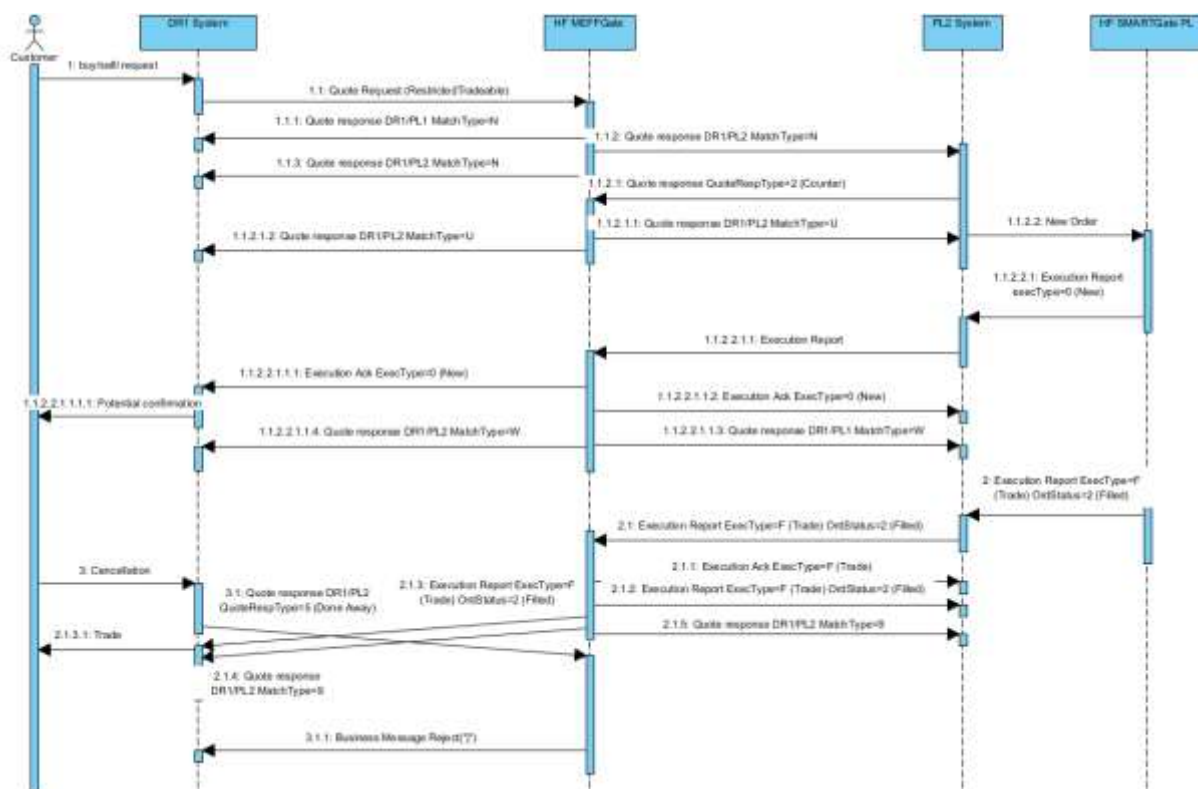 DR1 System
HF MEFFGate
PL2 System
HF SMARTGate PL
Customer
1: buy/sell request
1.1: Quote Request (Restricted/Tradeable)
1.1.1: Quote response DR1/PL1 MatchType=N
1.1.2: Quote response DR1/PL2 MatchType=N
1.1.3: Quote response DR1/PL2 MatchType=N
1.1.2.1: Quote response QuoteRespType=2 (Counter)
1.1.2.1.2: Quote response DR1/PL2 MatchType=U
1.1.2.1.1: Quote response DR1/PL2 MatchType=U
1.1.2.2: New Order
1.1.2.2.1: Execution Report
execType=0 (New)
1.1.2.2.1.1: Execution Report
1.1.2.2.1.1.1: Execution Ack ExecType=0 (New)
1.1.2.2.1.1.1.1: Potential confirmation
1.1.2.2.1.1.2: Execution Ack ExecType=0 (New)
1.1.2.2.1.1.4: Quote response DR1/PL2 MatchType=W
1.1.2.2.1.1.3: Quote response DR1/PL1 MatchType=W
2: Execution Report ExecType=F
(Trade) OrdStatus=2 (Filled)
2.1: Execution Report ExecType=F (Trade) OrdStatus=2 (Filled)
3: Cancellation
2.1.1: Execution Ack ExecType=F (Trade)
3.1: Quote response DR1/PL2
QuoteRespType=5 (Done Away)
2.1.3: Execution Report ExecType=F
(Trade) OrdStatus=2 (Filled)
2.1.2: Execution Report ExecType=F (Trade) OrdStatus=2 (Filled)
2.1.3.1: Trade
2.1.5: Quote response DR1/PL2 MatchType=9
2.1.4: Quote response
DR1/PL2 MatchType=9
3.1.1: Business Message Reject("j")